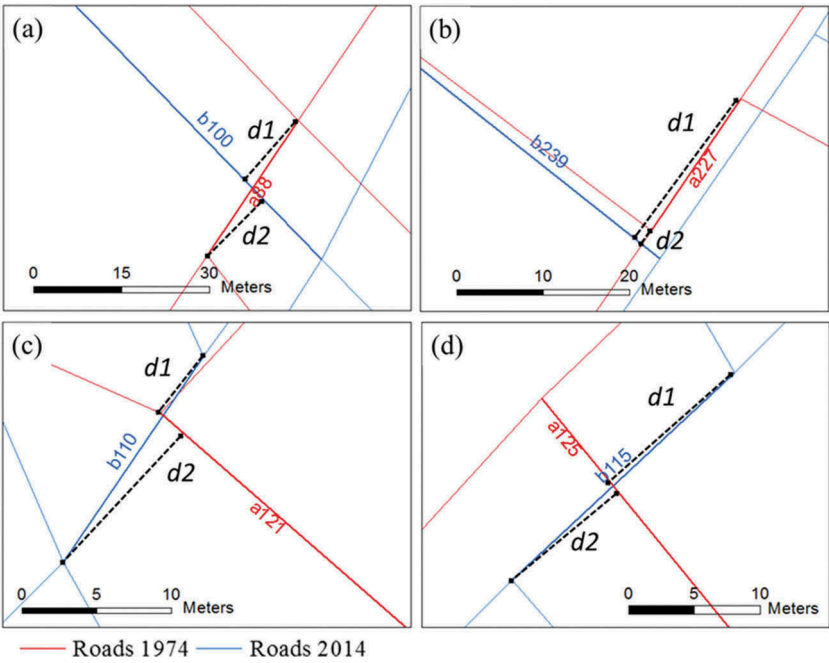 (a)
b100
d1
a88
d2
0 15 30
Meters
(b)
b239
d1
a227
d2
0 10 20
Meters
(c)
d1
b110
d2
a121
0 5 10
Meters
(d)
d1
a125
b115
d2
0 5 10
Meters
Roads 1974 Roads 2014